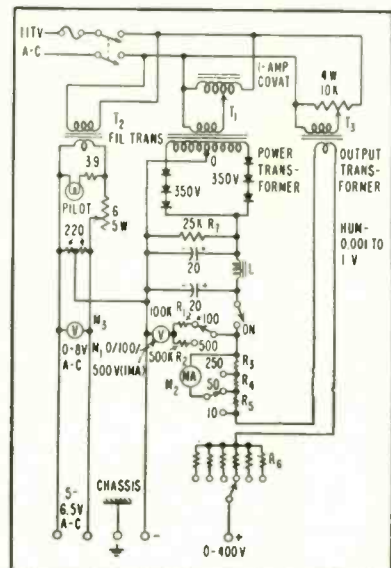 117V
A-C
1-AMP
COVAT
4W
10K
T1
T2
FIL TRANS
T3
0
39
350V
350V
POWER
TRANS-
FORMER
OUTPUT
TRANS-
FORMER
PILOT
6
5W
25K R7
220
20
L
HUM-
0.001 TO
1 V
20
100K R1
100
ON
M3
V
V
0-8V
A-C
M1 0/100/
500V(1MA)
500K R2
500
250
R3
M2
MA
50
R4
R5
10
R6
5-
6.5V
A-C
CHASSIS
-
+
0-400V